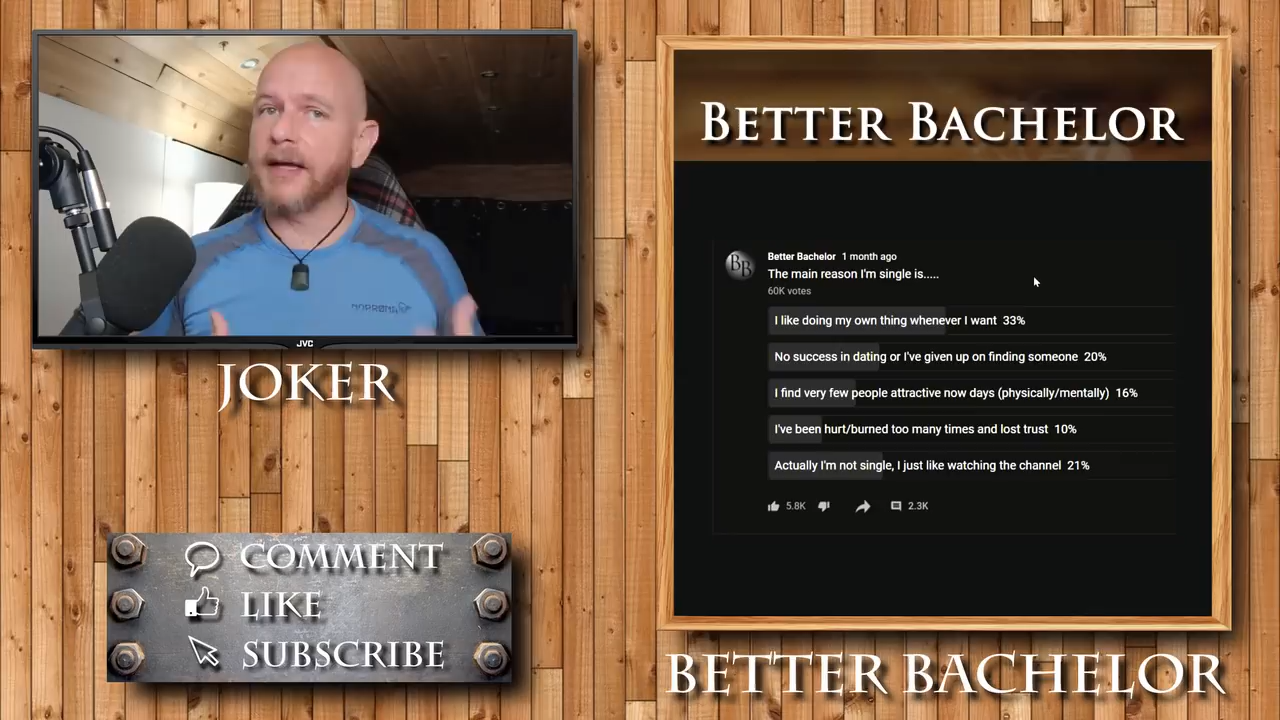 JVC
NORRØNA
JOKER
COMMENT
LIKE
SUBSCRIBE
BETTER BACHELOR
BB
Better Bachelor 1 month ago
The main reason I'm single is.....
60K votes
I like doing my own thing whenever I want 33%
No success in dating or I've given up on finding someone 20%
I find very few people attractive now days (physically/mentally) 16%
I've been hurt/burned too many times and lost trust 10%
Actually I'm not single, I just like watching the channel 21%
5.8K 2.3K
BETTER BACHELOR